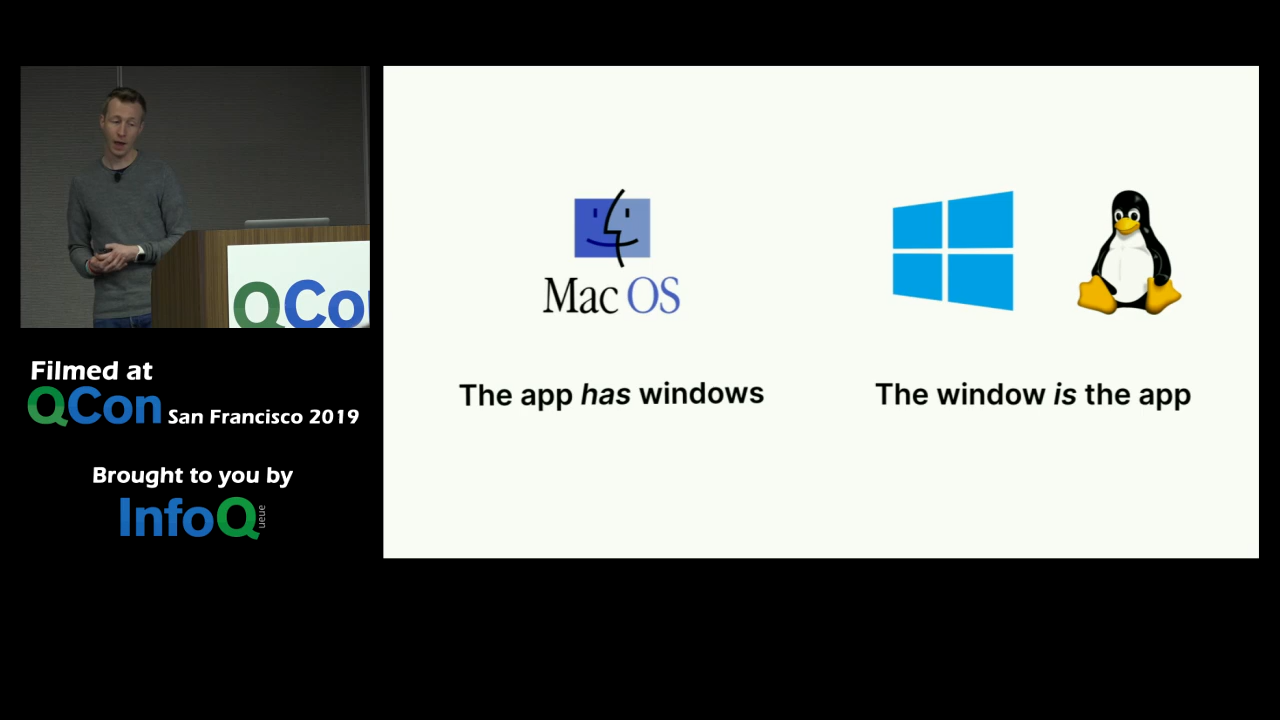 QCo
Filmed at
QCon San Francisco 2019
Brought to you by
InfoQ
ueue
Mac OS
The app has windows
The window is the app